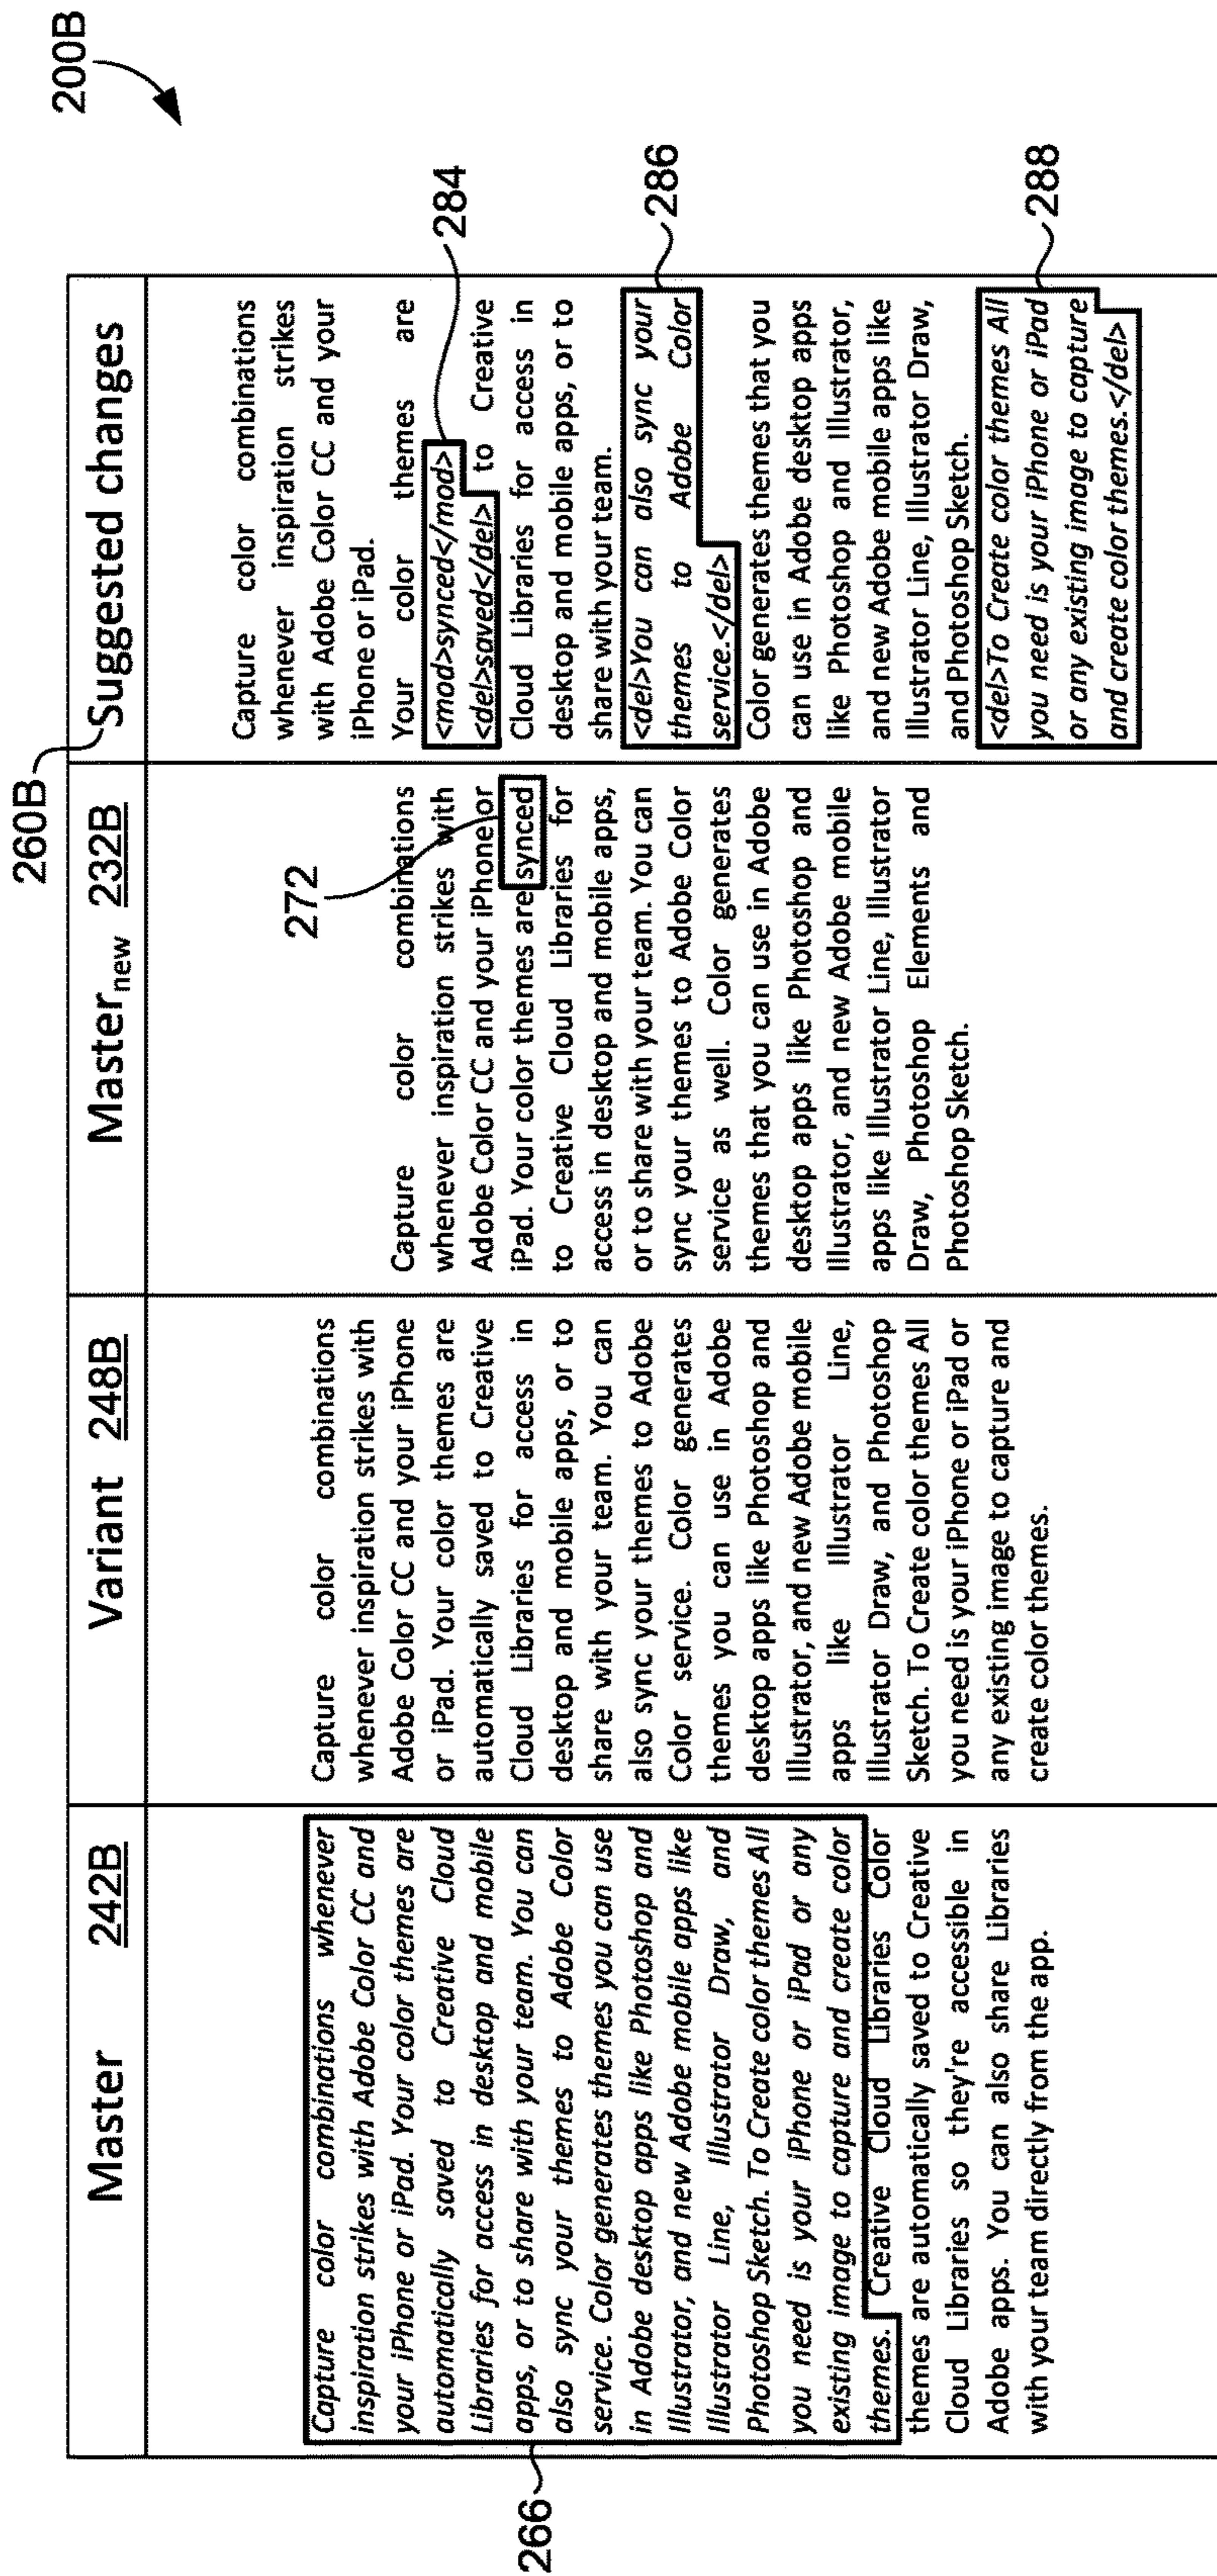 200B
260B
Master 242B
Variant 248B
Master new 232B
Suggested changes
266
Capture color combinations whenever
inspiration strikes with Adobe Color CC and
your iPhone or iPad. Your color themes are
automatically saved to Creative Cloud
Libraries for access in desktop and mobile
apps, or to share with your team. You can
also sync your themes to Adobe Color
service. Color generates themes you can use
in Adobe desktop apps like Photoshop and
Illustrator, and new Adobe mobile apps like
Illustrator Line, Illustrator Draw, and
Photoshop Sketch. To Create color themes All
you need is your iPhone or iPad or any
existing image to capture and create color
themes. Creative Cloud Libraries Color
themes are automatically saved to Creative
Cloud Libraries so they're accessible in
Adobe apps. You can also share Libraries
with your team directly from the app.
Capture color combinations
whenever inspiration strikes with
Adobe Color CC and your iPhone
or iPad. Your color themes are
automatically saved to Creative
Cloud Libraries for access in
desktop and mobile apps, or to
share with your team. You can
also sync your themes to Adobe
Color service. Color generates
themes you can use in Adobe
desktop apps like Photoshop and
Illustrator, and new Adobe mobile
apps like Illustrator Line,
Illustrator Draw, and Photoshop
Sketch. To Create color themes All
you need is your iPhone or iPad or
any existing image to capture and
create color themes.
272
Capture color combinations
whenever inspiration strikes with
Adobe Color CC and your iPhoneor
iPad. Your color themes are synced
to Creative Cloud Libraries for
access in desktop and mobile apps,
or to share with your team. You can
sync your themes to Adobe Color
service as well. Color generates
themes that you can use in Adobe
desktop apps like Photoshop and
Illustrator, and new Adobe mobile
apps like Illustrator Line, Illustrator
Draw, Photoshop Elements and
Photoshop Sketch.
Capture color combinations
whenever inspiration strikes
with Adobe Color CC and your
iPhone or iPad.
Your color themes are
<mod>synced</mod>
<del>saved</del> to Creative
Cloud Libraries for access in
desktop and mobile apps, or to
share with your team.
<del>You can also sync your
themes to Adobe Color
service.</del>
Color generates themes that you
can use in Adobe desktop apps
like Photoshop and Illustrator,
and new Adobe mobile apps like
Illustrator Line, Illustrator Draw,
and Photoshop Sketch.
<del>To Create color themes All
you need is your iPhone or iPad
or any existing image to capture
and create color themes.</del>
284
286
288